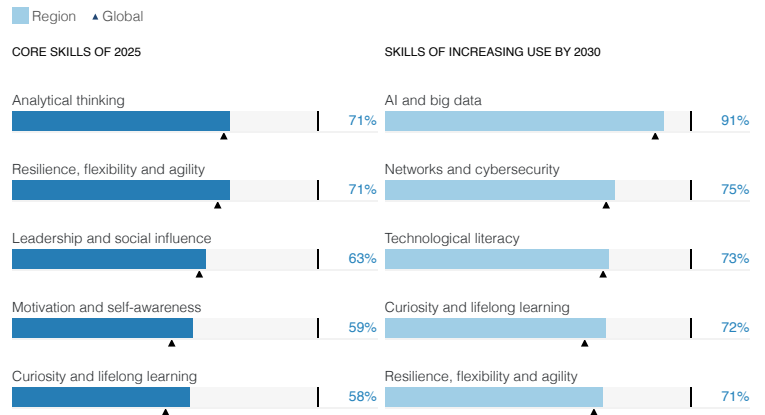 Region Global
CORE SKILLS OF 2025
Analytical thinking
71%
Resilience, flexibility and agility
71%
Leadership and social influence
63%
Motivation and self-awareness
59%
Curiosity and lifelong learning
58%
SKILLS OF INCREASING USE BY 2030
AI and big data
91%
Networks and cybersecurity
75%
Technological literacy
73%
Curiosity and lifelong learning
72%
Resilience, flexibility and agility
71%